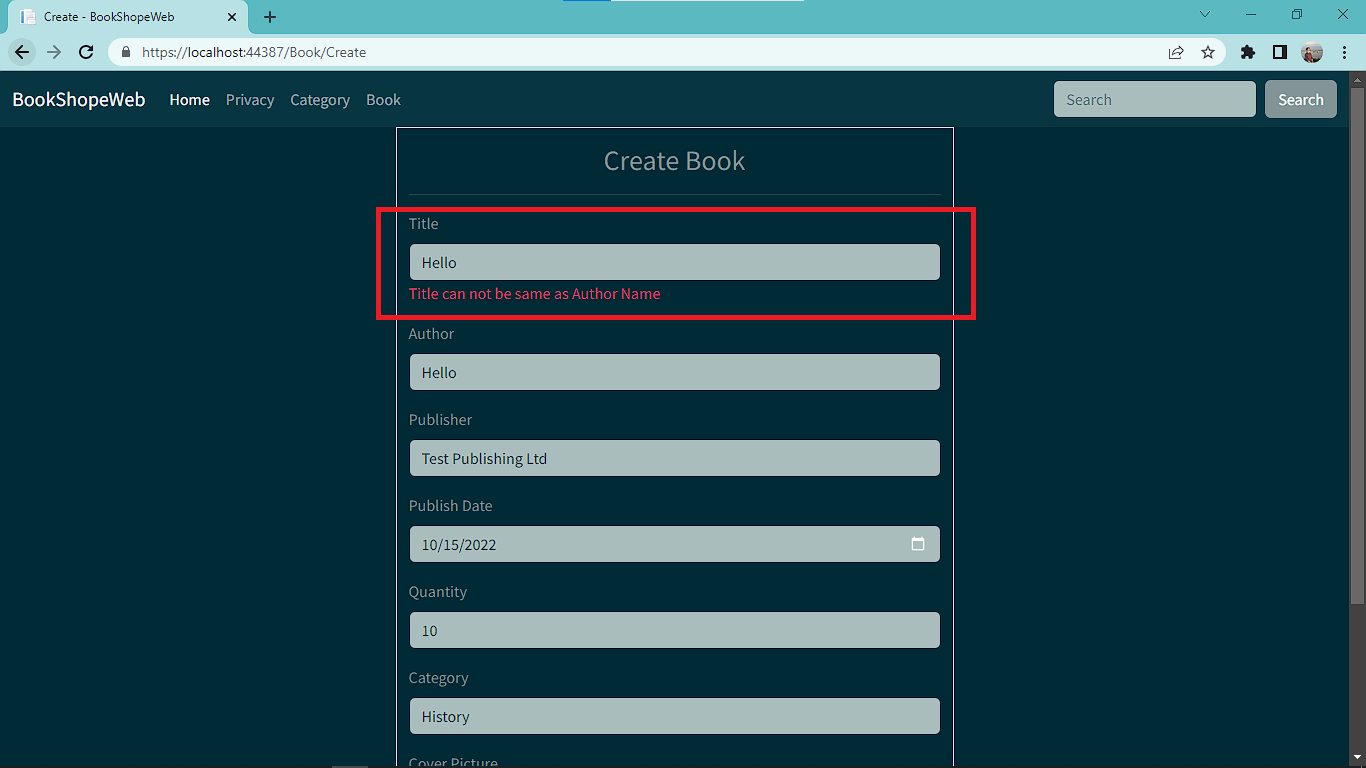 Create - BookShopeWeb
https://localhost:44387/Book/Create
BookShopeWeb Home Privacy Category Book Search Search
Create Book
Title
Hello
Title can not be same as Author Name
Author
Hello
Publisher
Test Publishing Ltd
Publish Date
10/15/2022
Quantity
10
Category
History
Cover Picture